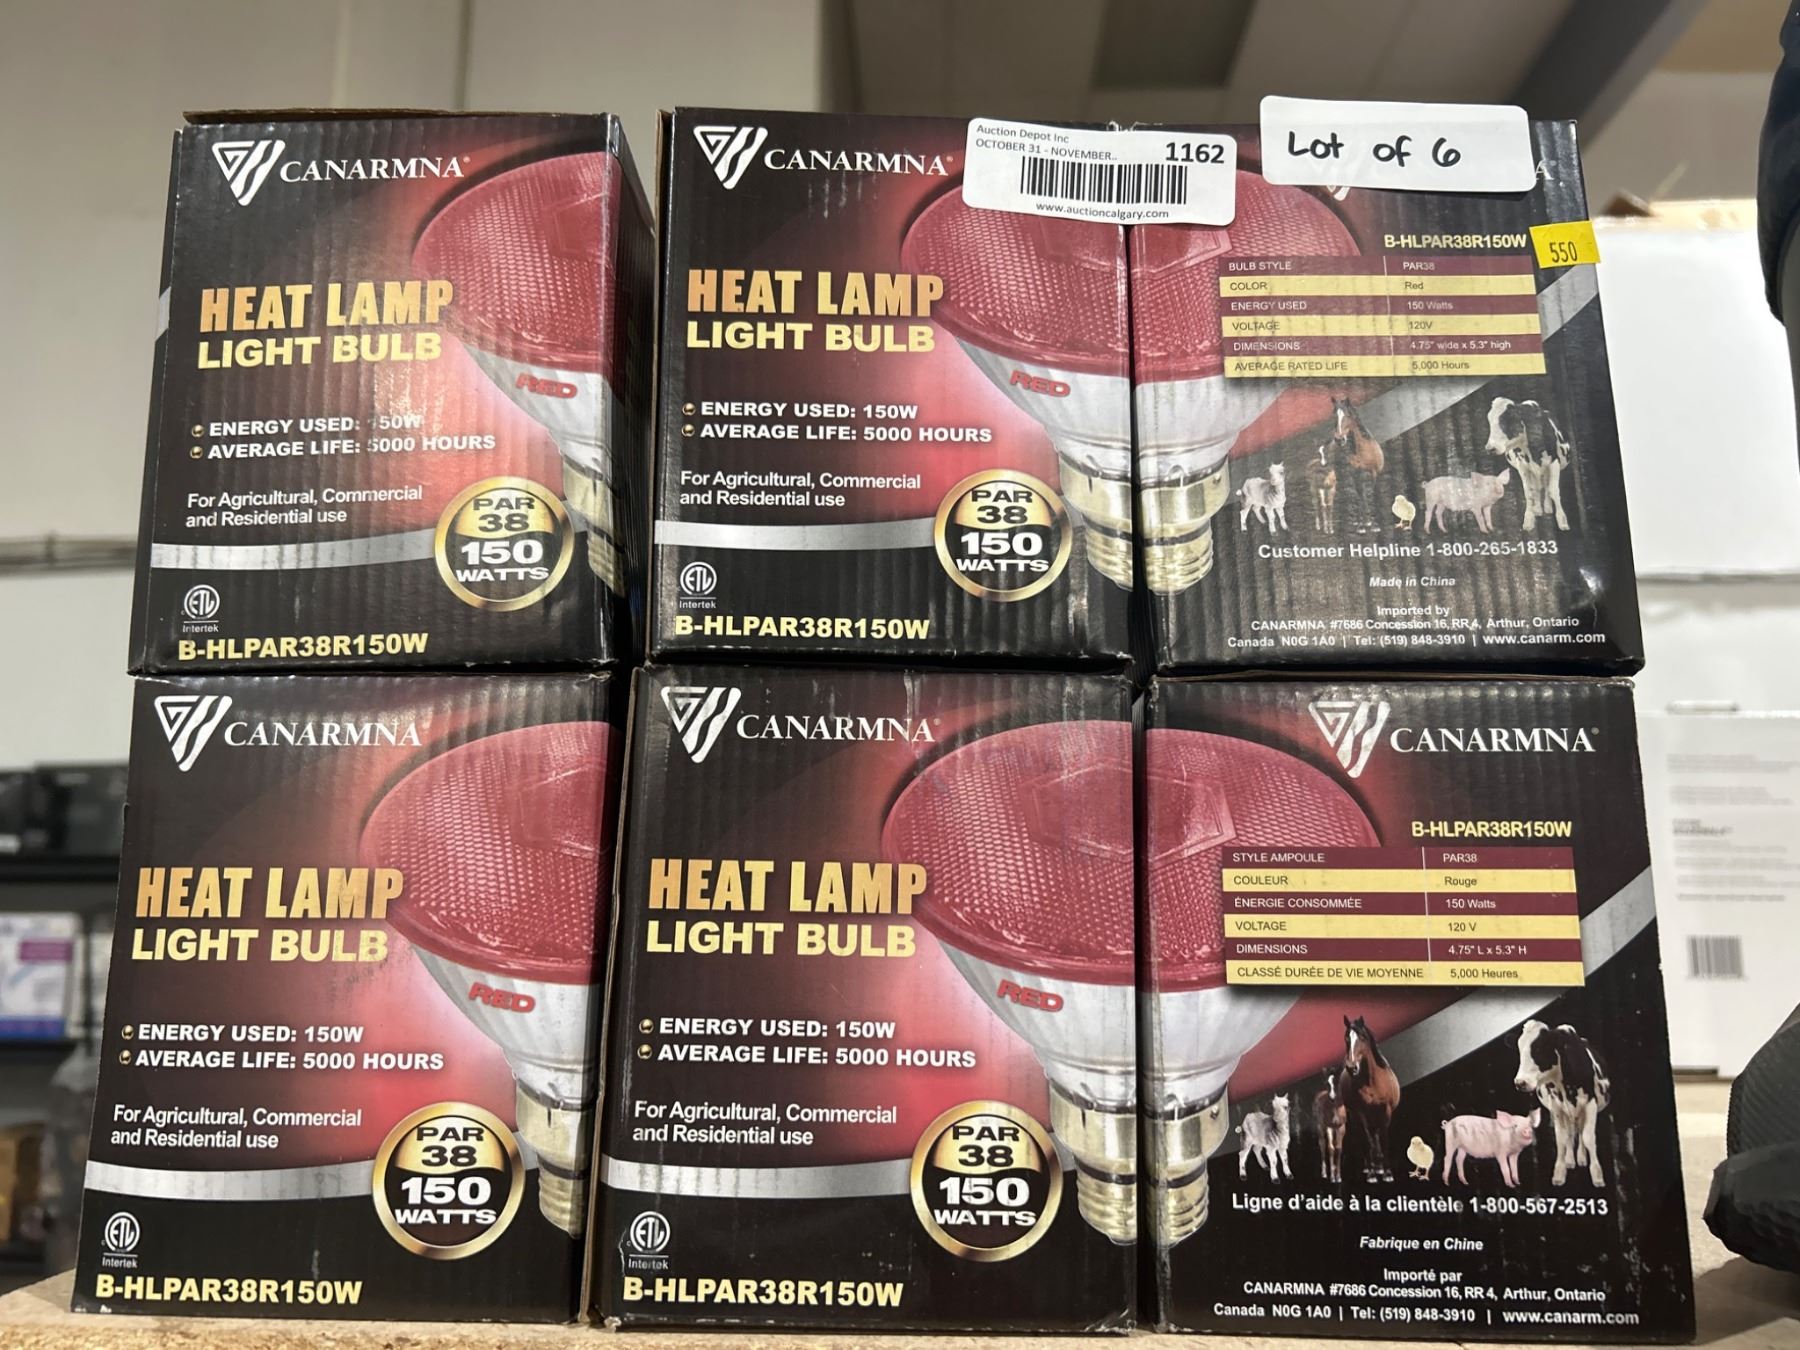 CANARMNA
HEAT LAMP
LIGHT BULB
RED
ENERGY USED: 150W
AVERAGE LIFE: 5000 HOURS
For Agricultural, Commercial
and Residential use
PAR
38
150
WATTS
ETL
Intertek
B-HLPAR38R150W
CANARMNA
HEAT LAMP
LIGHT BULB
RED
ENERGY USED: 150W
AVERAGE LIFE: 5000 HOURS
For Agricultural, Commercial
and Residential use
PAR
38
150
WATTS
ETL
Intertek
B-HLPAR38R150W
Auction Depot Inc
OCTOBER 31 - NOVEMBER..
1162
www.auctioncalgary.com
Lot of 6
A
550
B-HLPAR38R150W
BULB STYLE PAR38
COLOR Red
ENERGY USED 150 Watts
VOLTAGE 120V
DIMENSIONS 4.75" wide x 5.3" high
AVERAGE RATED LIFE 5,000 Hours
Customer Helpline 1-800-265-1833
Made in China
Imported by
CANARMNA #7686 Concession 16, RR 4, Arthur, Ontario
Canada N0G 1A0 | Tel: (519) 848-3910 | www.canarm.com
CANARMNA
HEAT LAMP
LIGHT BULB
RED
ENERGY USED: 150W
AVERAGE LIFE: 5000 HOURS
For Agricultural, Commercial
and Residential use
PAR
38
150
WATTS
ETL
Intertek
B-HLPAR38R150W
CANARMNA
HEAT LAMP
LIGHT BULB
RED
ENERGY USED: 150W
AVERAGE LIFE: 5000 HOURS
For Agricultural, Commercial
and Residential use
PAR
38
150
WATTS
ETL
Intertek
B-HLPAR38R150W
CANARMNA
B-HLPAR38R150W
STYLE AMPOULE PAR38
COULEUR Rouge
ÉNERGIE CONSOMMÉE 150 Watts
VOLTAGE 120 V
DIMENSIONS 4.75" L x 5.3" H
CLASSÉ DURÉE DE VIE MOYENNE 5,000 Heures
Ligne d'aide à la clientèle 1-800-567-2513
Fabrique en Chine
Importé par
CANARMNA #7686 Concession 16, RR 4, Arthur, Ontario
Canada N0G 1A0 | Tel: (519) 848-3910 | www.canarm.com